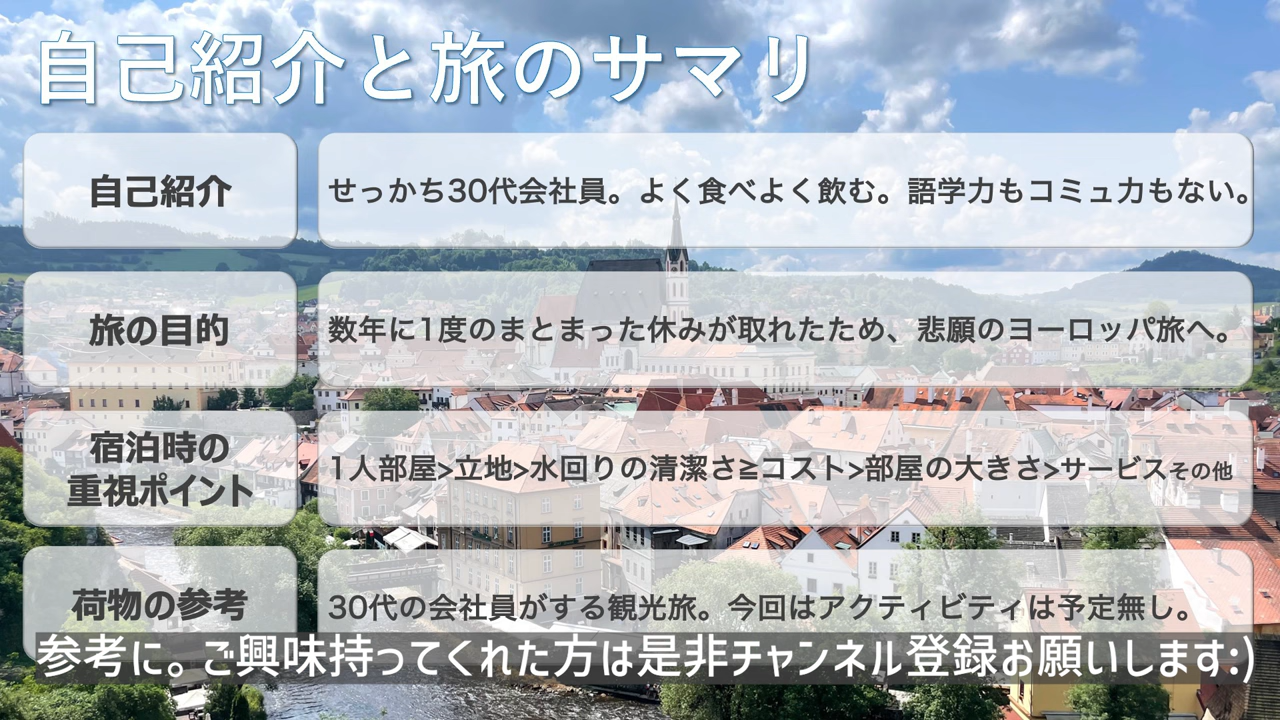 自己紹介と旅のサマリ
自己紹介
せっかち30代会社員。よく食べよく飲む。語学力もコミュ力もない。
旅の目的
数年に1度のまとまった休みが取れたため、悲願のヨーロッパ旅へ。
宿泊時の
重視ポイント
1人部屋>立地>水回りの清潔さ≧コスト>部屋の大きさ>サービスその他
荷物の参考
30代の会社員がする観光旅。今回はアクティビティは予定無し。
参考に。ご興味持ってくれた方は是非チャンネル登録お願いします:)